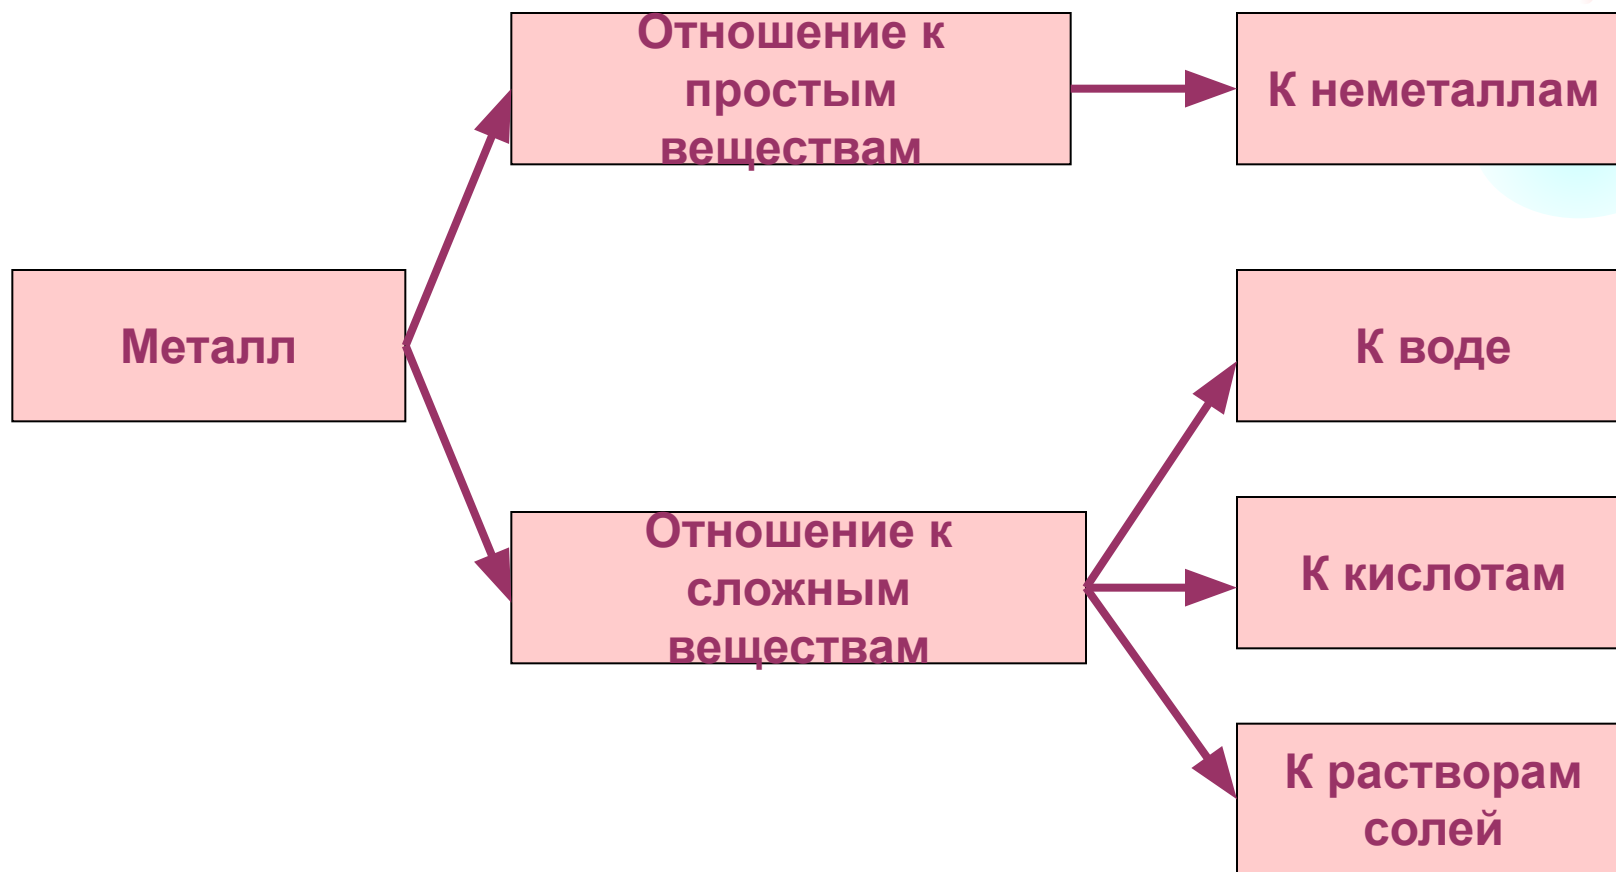 Отношение к
простым
веществам
К неметаллам
Металл
К воде
Отношение к
сложным
веществам
К кислотам
К растворам
солей